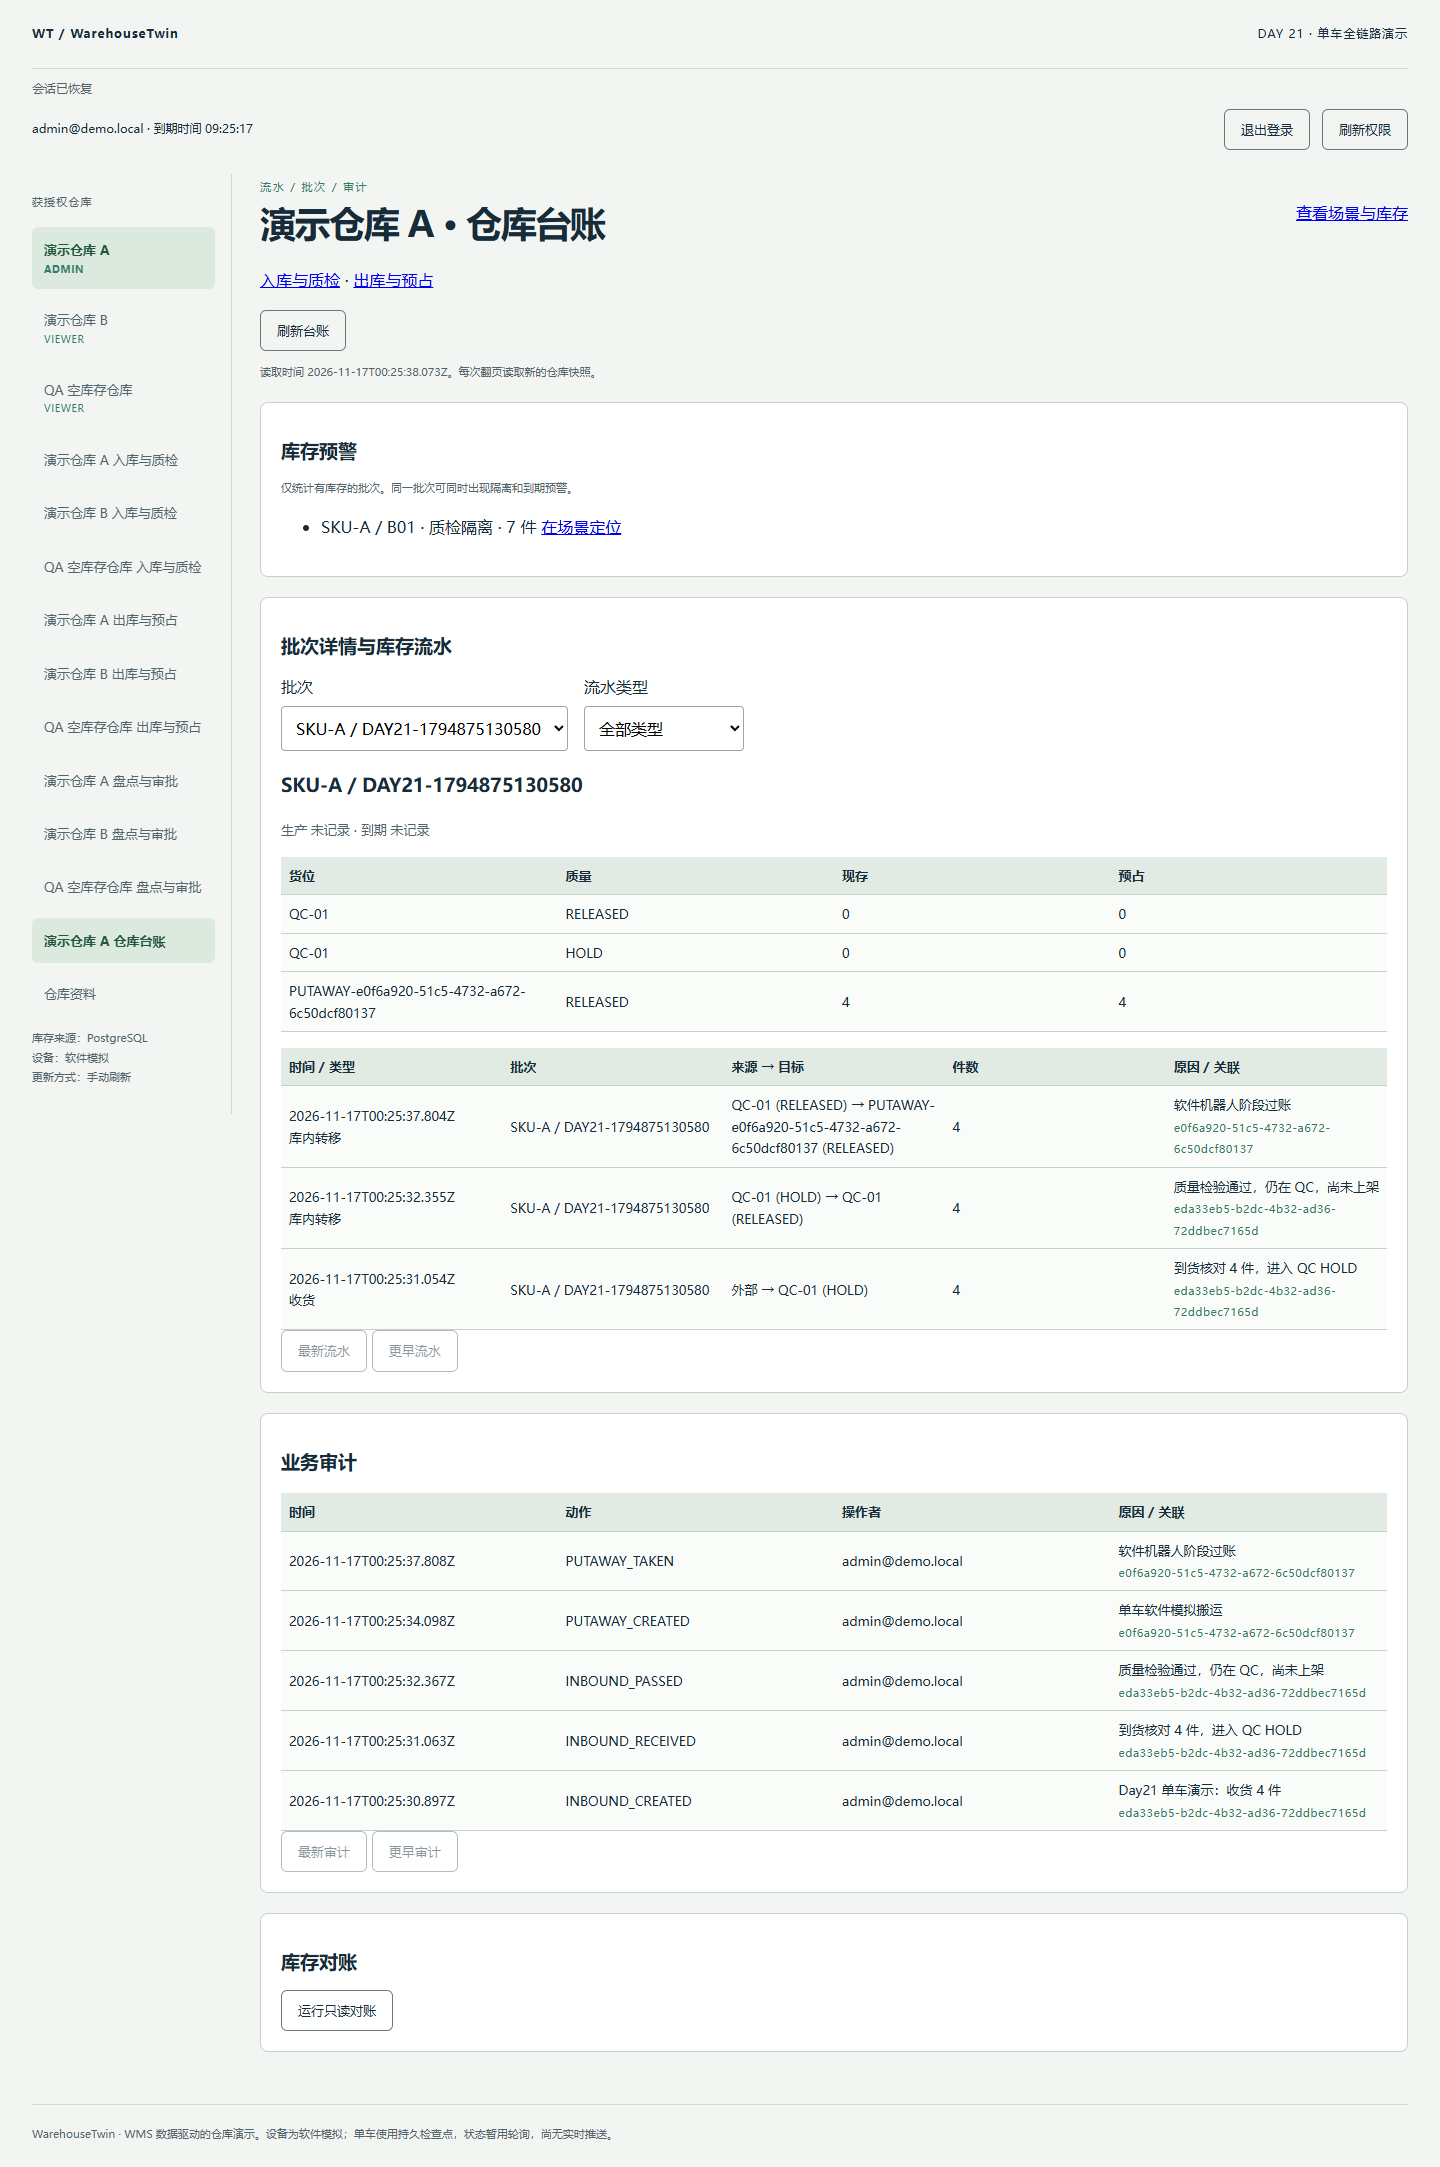 WT / WarehouseTwin
DAY 21 · 单车全链路演示
会话已恢复
admin@demo.local · 到期时间 09:25:17
退出登录
刷新权限
获授权仓库
演示仓库 A
ADMIN
演示仓库 B
VIEWER
QA 空库存仓库
VIEWER
演示仓库 A 入库与质检
演示仓库 B 入库与质检
QA 空库存仓库 入库与质检
演示仓库 A 出库与预占
演示仓库 B 出库与预占
QA 空库存仓库 出库与预占
演示仓库 A 盘点与审批
演示仓库 B 盘点与审批
QA 空库存仓库 盘点与审批
演示仓库 A 仓库台账
仓库资料
库存来源：PostgreSQL
设备：软件模拟
更新方式：手动刷新
流水 / 批次 / 审计
演示仓库 A • 仓库台账
查看场景与库存
入库与质检 · 出库与预占
刷新台账
读取时间 2026-11-17T00:25:38.073Z。每次翻页读取新的仓库快照。
库存预警
仅统计有库存的批次。同一批次可同时出现隔离和到期预警。
• SKU-A / B01 · 质检隔离 · 7 件 在场景定位
批次详情与库存流水
批次
流水类型
SKU-A / DAY21-1794875130580
全部类型
SKU-A / DAY21-1794875130580
生产 未记录 · 到期 未记录
货位 质量 现存 预占
QC-01 RELEASED 0 0
QC-01 HOLD 0 0
PUTAWAY-e0f6a920-51c5-4732-a672-
6c50dcf80137
RELEASED 4 4
时间 / 类型 批次 来源 → 目标 件数 原因 / 关联
2026-11-17T00:25:37.804Z
库内转移
SKU-A / DAY21-1794875130580
QC-01 (RELEASED) → PUTAWAY-
e0f6a920-51c5-4732-a672-
6c50dcf80137 (RELEASED)
4
软件机器人阶段过账
e0f6a920-51c5-4732-a672-
6c50dcf80137
2026-11-17T00:25:32.355Z
库内转移
SKU-A / DAY21-1794875130580
QC-01 (HOLD) → QC-01
(RELEASED)
4
质量检验通过，仍在 QC，尚未上架
eda33eb5-b2dc-4b32-ad36-
72ddbec7165d
2026-11-17T00:25:31.054Z
收货
SKU-A / DAY21-1794875130580
外部 → QC-01 (HOLD)
4
到货核对 4 件，进入 QC HOLD
eda33eb5-b2dc-4b32-ad36-
72ddbec7165d
最新流水
更早流水
业务审计
时间 动作 操作者 原因 / 关联
2026-11-17T00:25:37.808Z PUTAWAY_TAKEN admin@demo.local
软件机器人阶段过账
e0f6a920-51c5-4732-a672-6c50dcf80137
2026-11-17T00:25:34.098Z PUTAWAY_CREATED admin@demo.local
单车软件模拟搬运
e0f6a920-51c5-4732-a672-6c50dcf80137
2026-11-17T00:25:32.367Z INBOUND_PASSED admin@demo.local
质量检验通过，仍在 QC，尚未上架
eda33eb5-b2dc-4b32-ad36-72ddbec7165d
2026-11-17T00:25:31.063Z INBOUND_RECEIVED admin@demo.local
到货核对 4 件，进入 QC HOLD
eda33eb5-b2dc-4b32-ad36-72ddbec7165d
2026-11-17T00:25:30.897Z INBOUND_CREATED admin@demo.local
Day21 单车演示：收货 4 件
eda33eb5-b2dc-4b32-ad36-72ddbec7165d
最新审计
更早审计
库存对账
运行只读对账
WarehouseTwin · WMS 数据驱动的仓库演示。设备为软件模拟；单车使用持久检查点，状态暂用轮询，尚无实时推送。